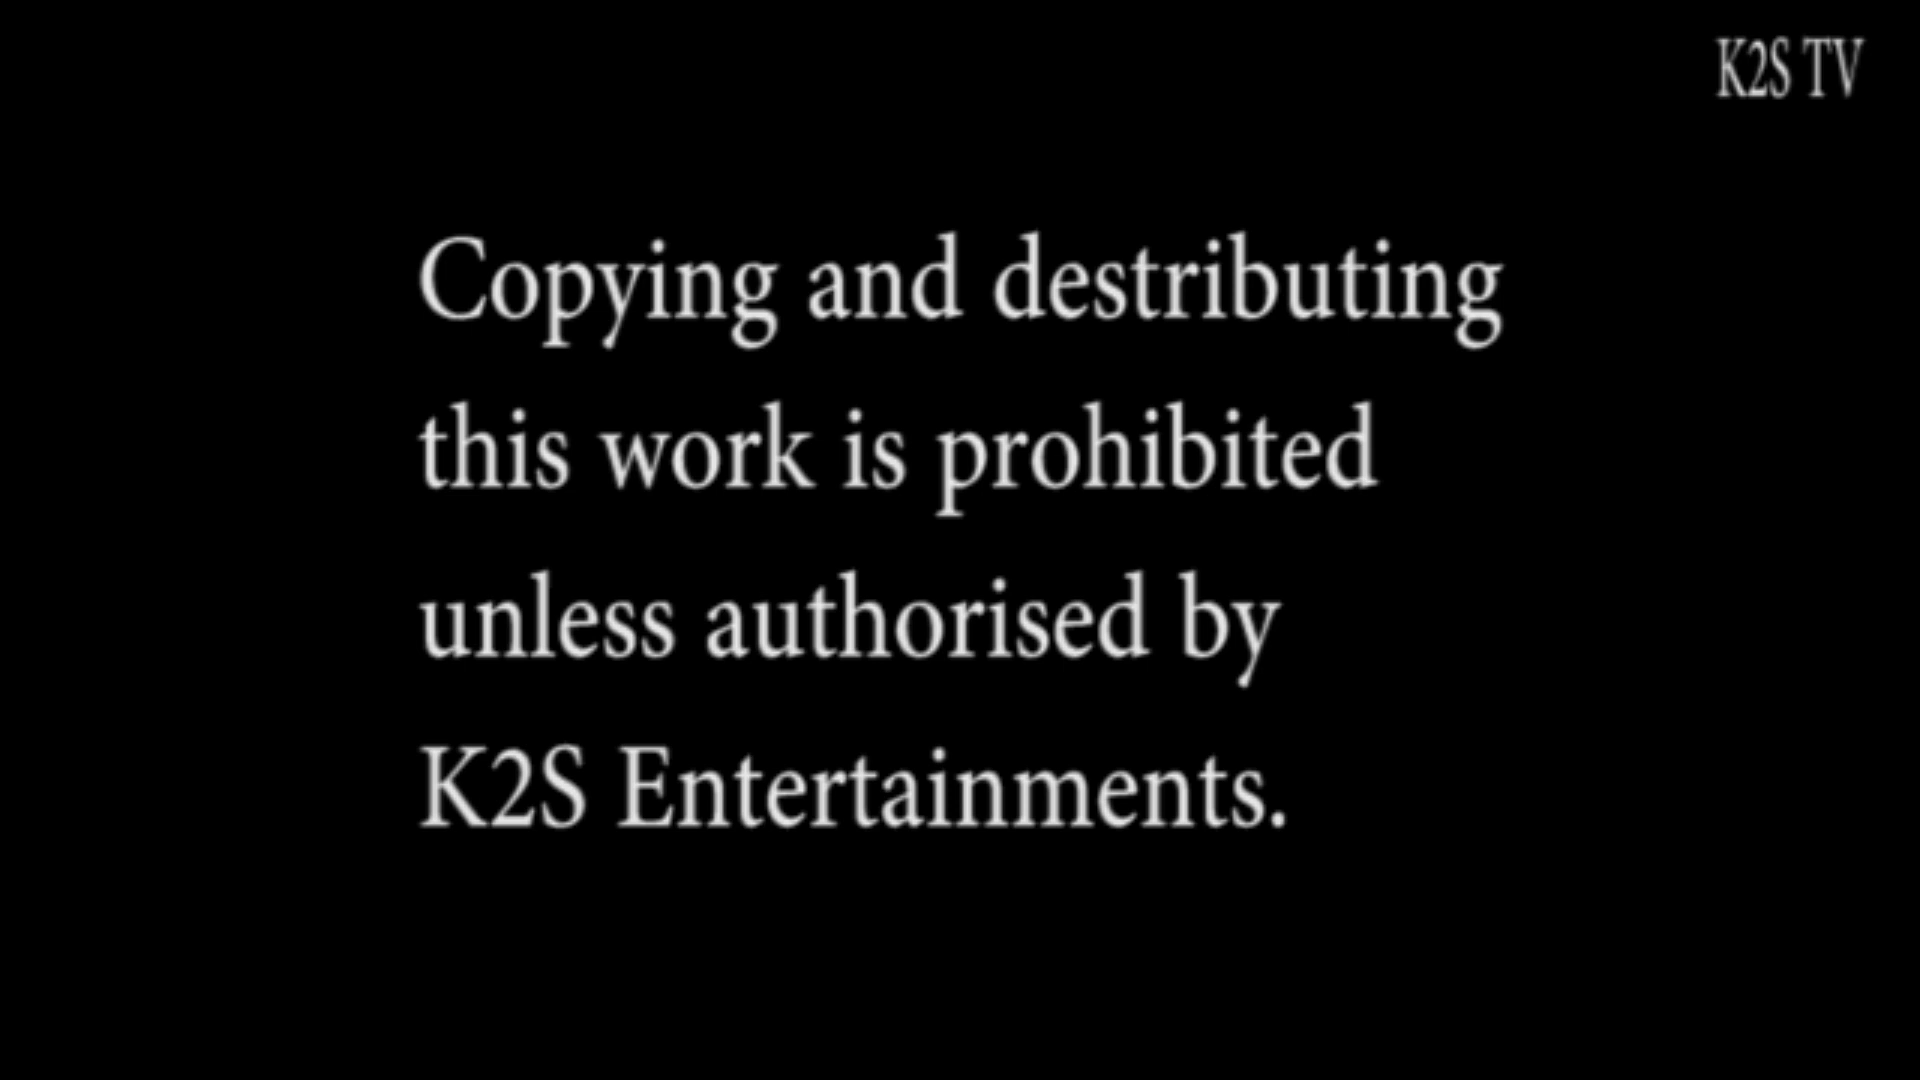 K2S TV
Copying and destributing
this work is prohibited
unless authorised by
K2S Entertainments.